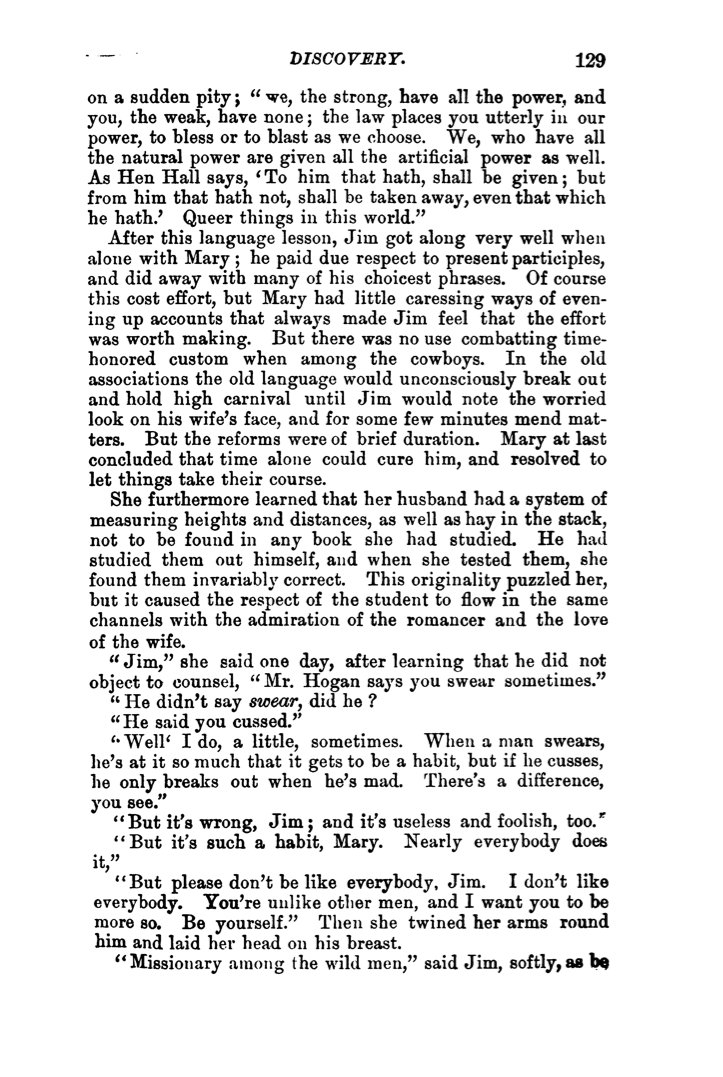 DISCOVERY. 129
on a sudden pity; “we, the strong, have all the power, and
you, the weak, have none; the law places you utterly in our
power, to bless or to blast as we choose. We, who have all
the natural power are given all the artificial power as well.
As Hen Hall says, ‘To him that hath, shall be given; but
from him that hath not, shall be taken away, even that which
he hath.’ Queer things in this world.”
After this language lesson, Jim got along very well when
alone with Mary; he paid due respect to present participles,
and did away with many of his choicest phrases. Of course
this cost effort, but Mary had little caressing ways of even-
ing up accounts that always made Jim feel that the effort
was worth making. But there was no use combatting time-
honored custom when among the cowboys. In the old
associations the old language would unconsciously break out
and hold high carnival until Jim would note the worried
look on his wife’s face, and for some few minutes mend mat-
ters. But the reforms were of brief duration. Mary at last
concluded that time alone could cure him, and resolved to
let things take their course.
She furthermore learned that her husband had a system of
measuring heights and distances, as well as hay in the stack,
not to be found in any book she had studied. He had
studied them out himself, and when she tested them, she
found them invariably correct. This originality puzzled her,
but it caused the respect of the student to flow in the same
channels with the admiration of the romancer and the love
of the wife.
“Jim,” she said one day, after learning that he did not
object to counsel, “Mr. Hogan says you swear sometimes.”
“He didn’t say swear, did he?
“He said you cussed.”
“Well‘ I do, a little, sometimes. When a man swears,
he’s at it so much that it gets to be a habit, but if he cusses,
he only breaks out when he’s mad. There’s a difference,
you see.”
“But it’s wrong, Jim; and it’s useless and foolish, too.”
“But it’s such a habit, Mary. Nearly everybody does
it,”
“But please don’t be like everybody, Jim. I don’t like
everybody. You’re unlike other men, and I want you to be
more so. Be yourself.” Then she twined her arms round
him and laid her head on his breast.
“Missionary among the wild men,” said Jim, softly, as he